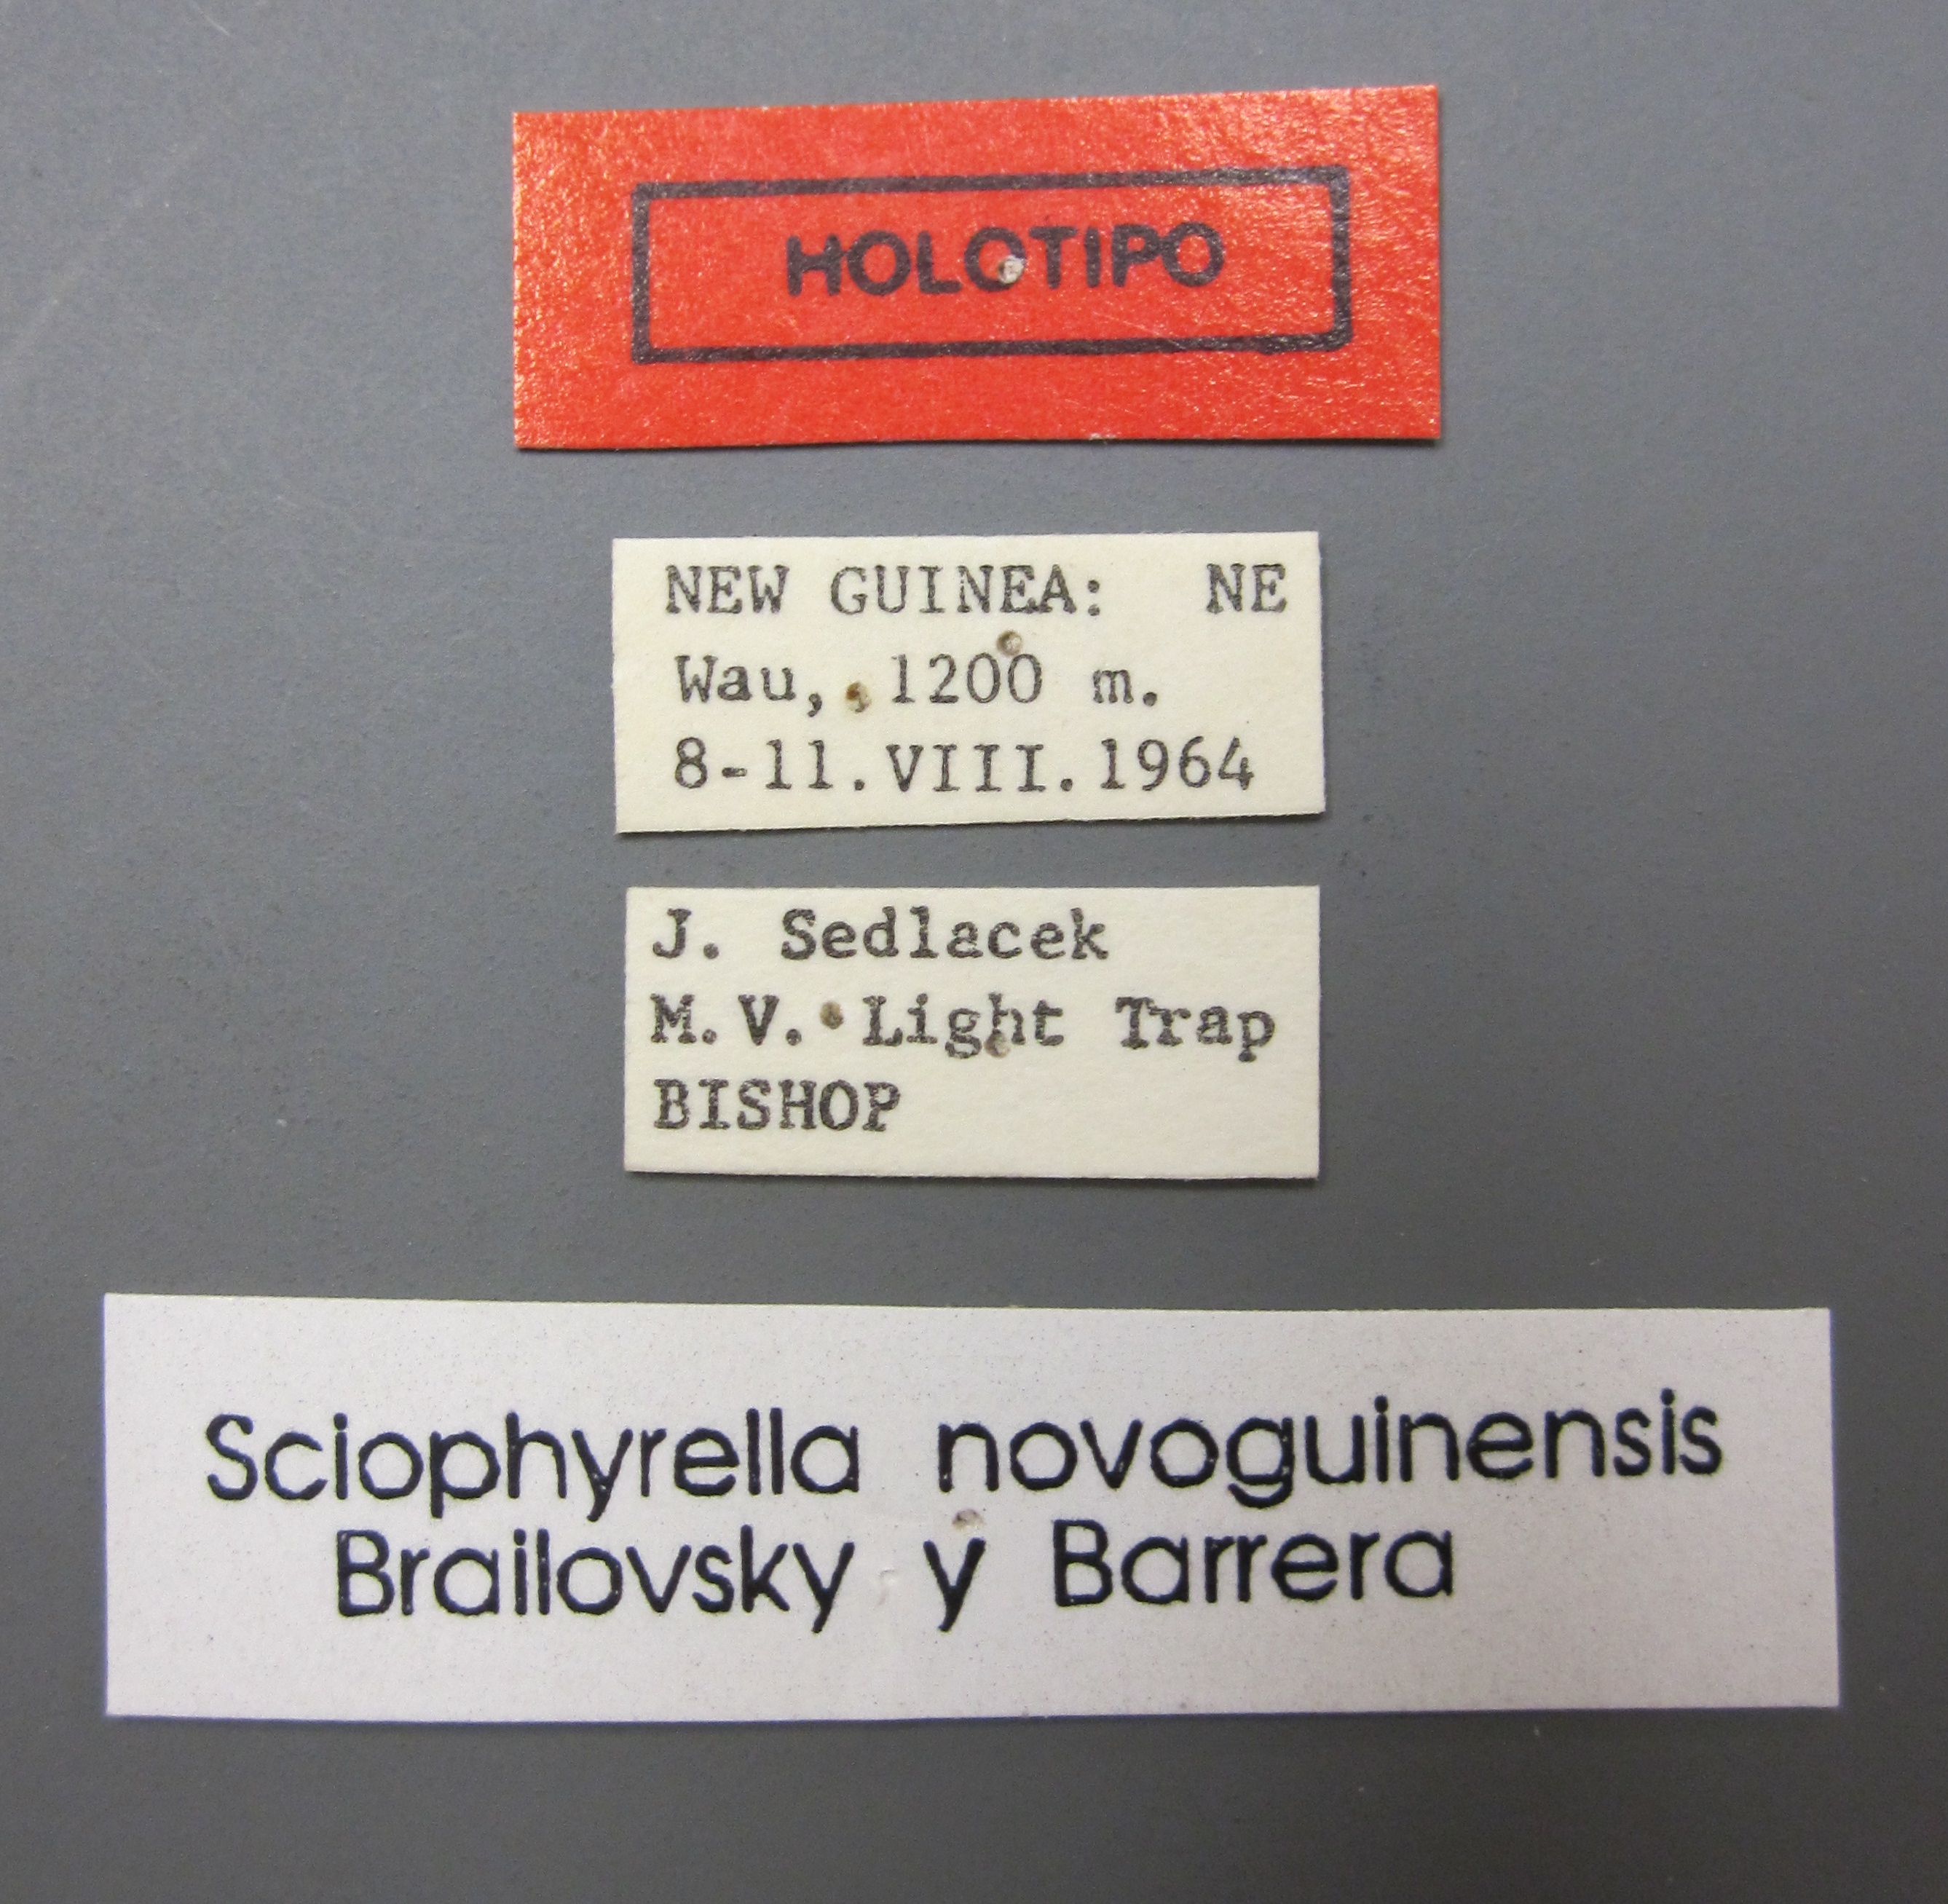 HOLOTIPO
NEW GUINEA: NE
Wau, 1200 m.
8-11.VIII.1964
J. Sedlacek
M.V. Light Trap
BISHOP
Sciophyrella novoguinensis
Brailovsky y Barrera